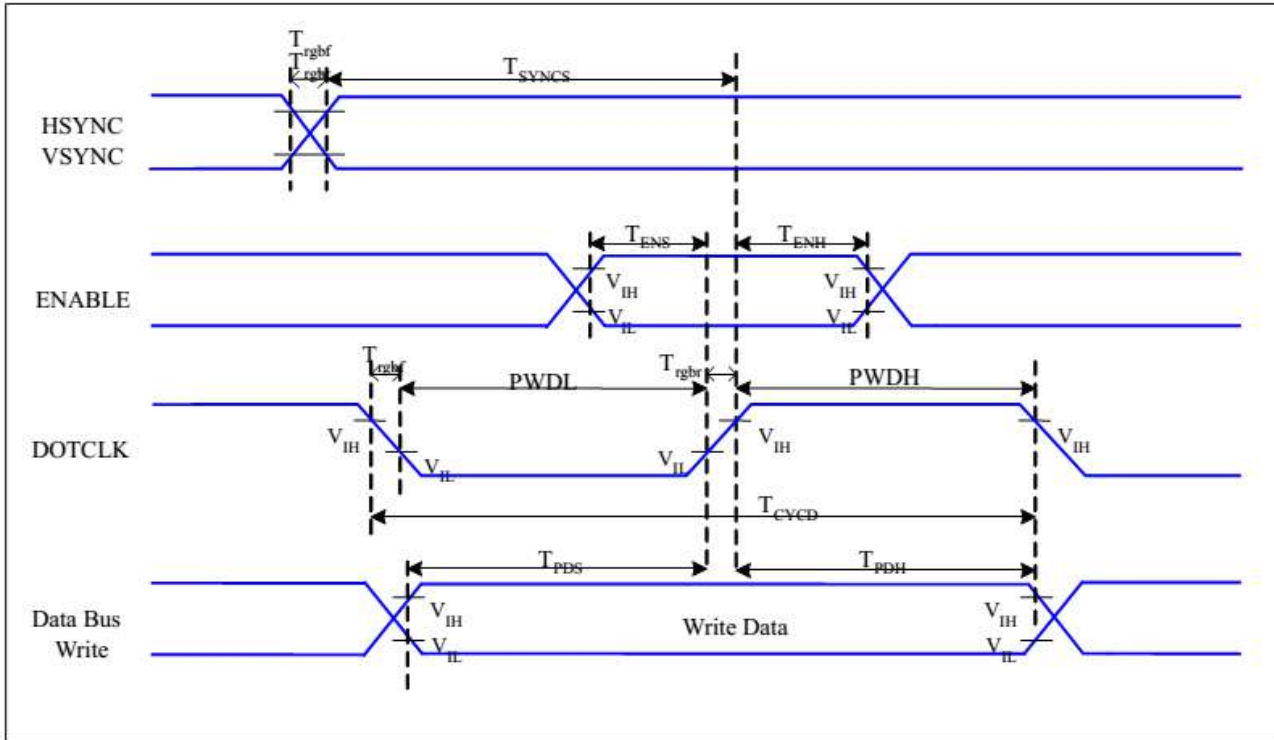 Trgbf
Trgbr
TSYNCS
HSYNC
VSYNC
TENS
TENH
ENABLE
VIH
VIH
VIL
VIL
Trgbf
PWDL
Trgbr
PWDH
DOTCLK
VIH
VIL
VIL
VIH
VIH
TCYCD
TPDS
TPDH
Data Bus
Write
VIH
Write Data
VIH
VIL
VIL